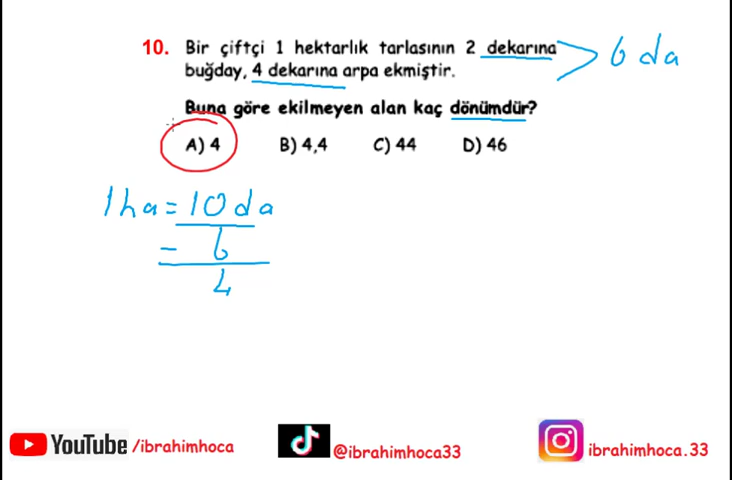 10. Bir çiftçi 1 hektarlık tarlasının 2 dekarına
buğday, 4 dekarına arpa ekmiştir.
> 6 da
Buna göre ekilmeyen alan kaç dönümdür?
A) 4 B) 4,4 C) 44 D) 46
1 ha = 10 da
- 6
4
YouTube /ibrahimhoca @ibrahimhoca33 ibrahimhoca.33